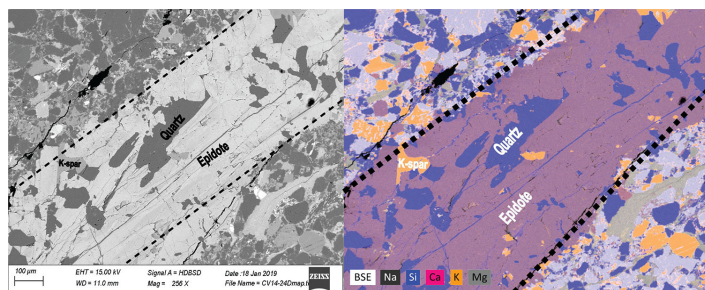 Quartz
K-spar
Epidote
100 µm
EHT = 15.00 kV
WD = 11.0 mm
Signal A = HDBSD
Mag = 256 X
Date :18 Jan 2019
File Name = CV14-24Dmap.t
ZEISS
Quartz
K-spar
Epidote
BSE Na Si Ca K Mg